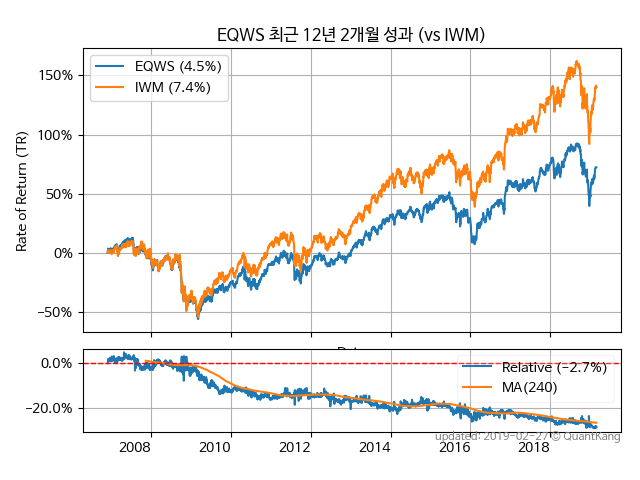 EQWS 최근 12년 2개월 성과 (vs IWM)
Rate of Return (TR)
150%
100%
50%
0%
−50%
EQWS (4.5%)
IWM (7.4%)
0.0%
−20.0%
Relative (−2.7%)
MA(240)
2008 2010 2012 2014 2016 2018
updated: 2019-02-27 © QuantKang